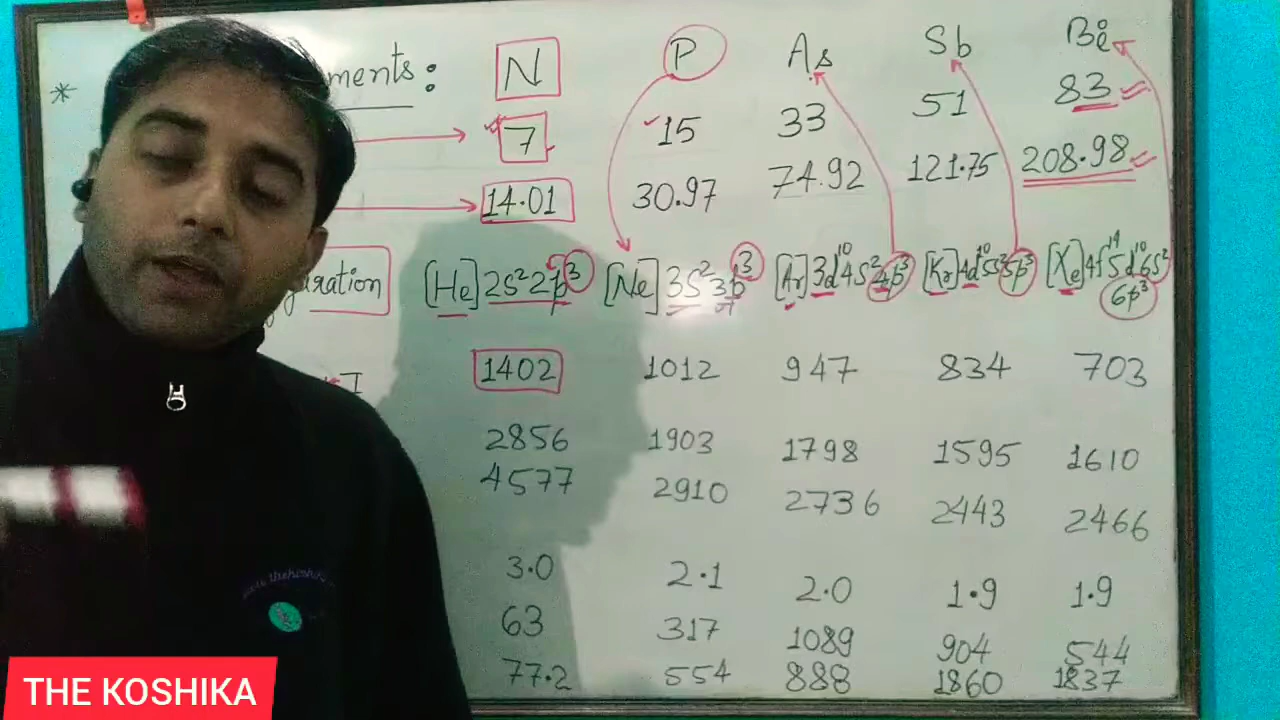 * ments: N P As Sb Bi
7 15 33 51 83
14.01 30.97 74.92 121.75 208.98
uration [He]2s²2p³ [Ne]3s²3p³ [Ar]3d¹⁰4s²4p³ [Kr]4d¹⁰5s²5p³ [Xe]4f¹⁴5d¹⁰6s²
6p³
I 1402 1012 947 834 703
2856 1903 1798 1595 1610
4577 2910 2736 2443 2466
3.0 2.1 2.0 1.9 1.9
63 317 1089 904 544
77.2 554 888 1860 1837
THE KOSHIKA